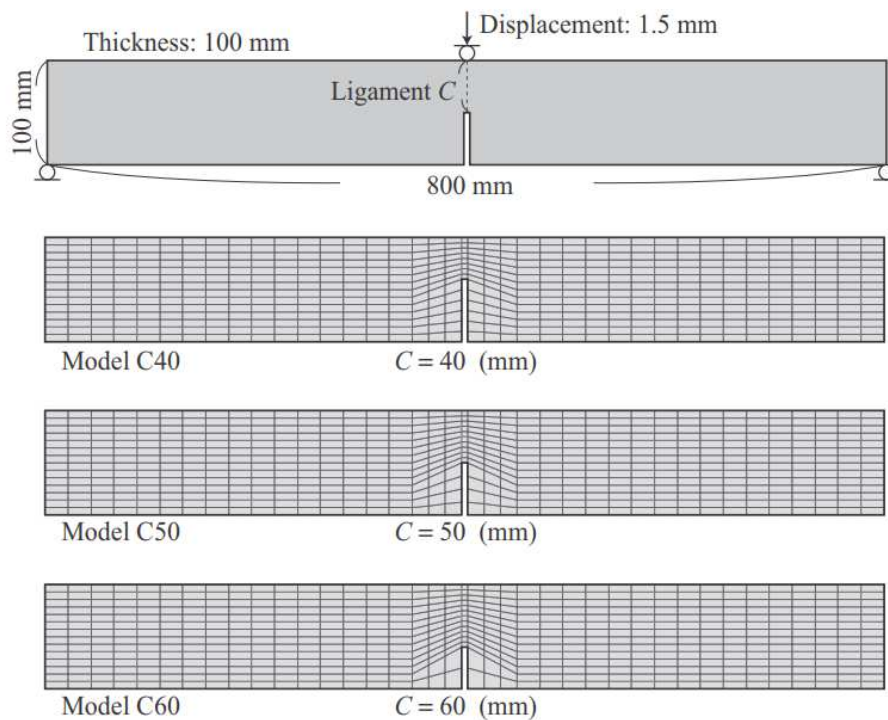 Displacement: 1.5 mm
Thickness: 100 mm
Ligament C
100 mm
800 mm
Model C40 C = 40 (mm)
Model C50 C = 50 (mm)
Model C60 C = 60 (mm)